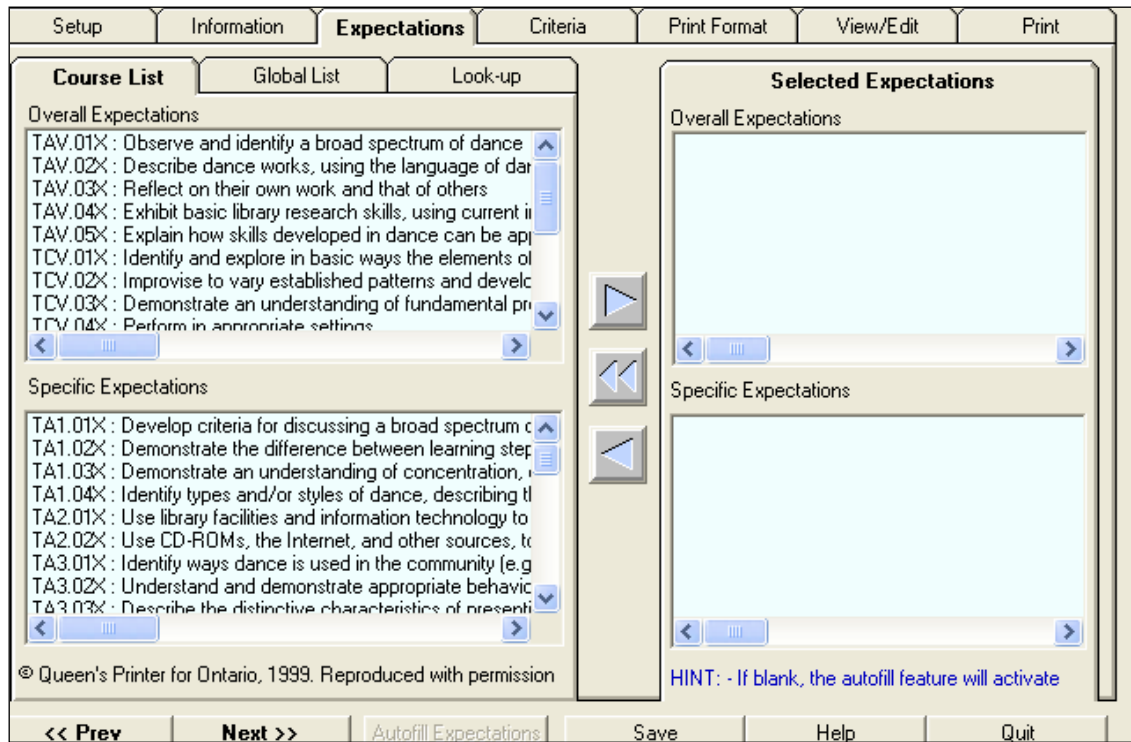 Setup Information Expectations Criteria Print Format View/Edit Print
Course List Global List Look-up
Overall Expectations
TAV.01X : Observe and identify a broad spectrum of dance
TAV.02X : Describe dance works, using the language of
TAV.03X : Reflect on their own work and that of others
TAV.04X : Exhibit basic library research skills, using current
TAV.05X : Explain how skills developed in dance can be
TCV.01X : Identify and explore in basic ways the elements
TCV.02X : Improvise to vary established patterns and
TCV.03X : Demonstrate an understanding of fundamental
TCV.04X : Perform in appropriate settings
Specific Expectations
TA1.01X : Develop criteria for discussing a broad spectrum
TA1.02X : Demonstrate the difference between learning
TA1.03X : Demonstrate an understanding of concentration,
TA1.04X : Identify types and/or styles of dance, describing
TA2.01X : Use library facilities and information technology to
TA2.02X : Use CD-ROMs, the Internet, and other sources,
TA3.01X : Identify ways dance is used in the community (e.g
TA3.02X : Understand and demonstrate appropriate
TA3.03X : Describe the distinctive characteristics of
© Queen's Printer for Ontario, 1999. Reproduced with permission
Selected Expectations
Overall Expectations
Specific Expectations
HINT: - If blank, the autofill feature will activate
<< Prev Next >> Autofill Expectations Save Help Quit